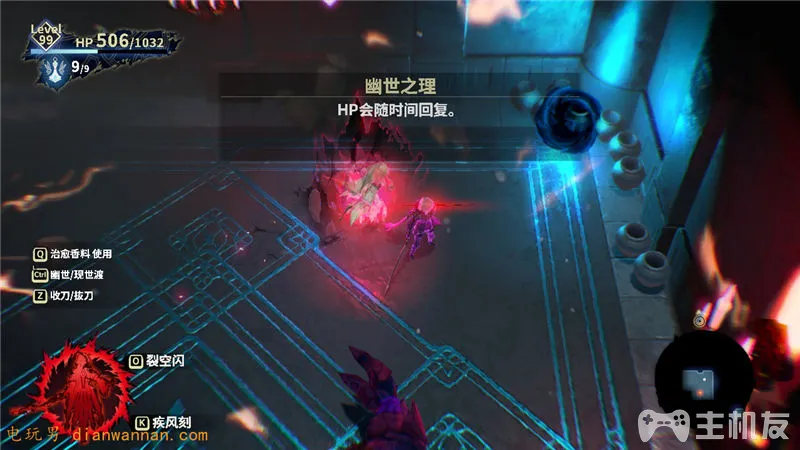 Level
99
HP 506/1032
9/9
幽世之理
HP会随时间回复。
Q 治愈香料 使用
Ctrl 幽世/现世渡
Z 收刀/拔刀
O 裂空闪
K 疾风刻
电玩男 dianwannan.com
主机友